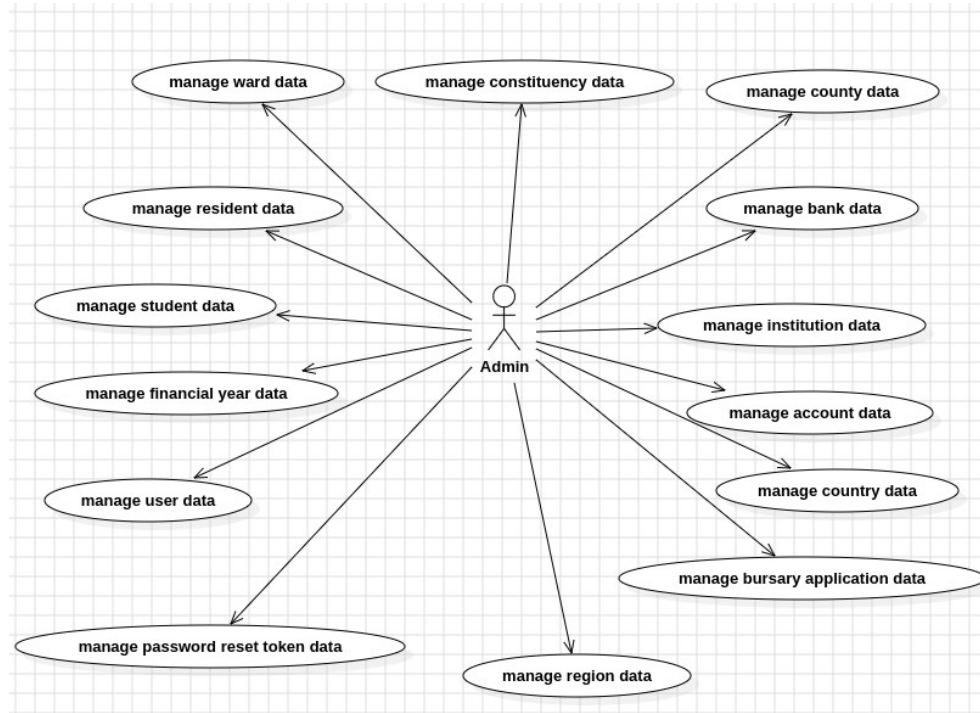 manage ward data
manage constituency data
manage county data
manage resident data
manage bank data
manage student data
manage institution data
Admin
manage financial year data
manage account data
manage user data
manage country data
manage bursary application data
manage password reset token data
manage region data